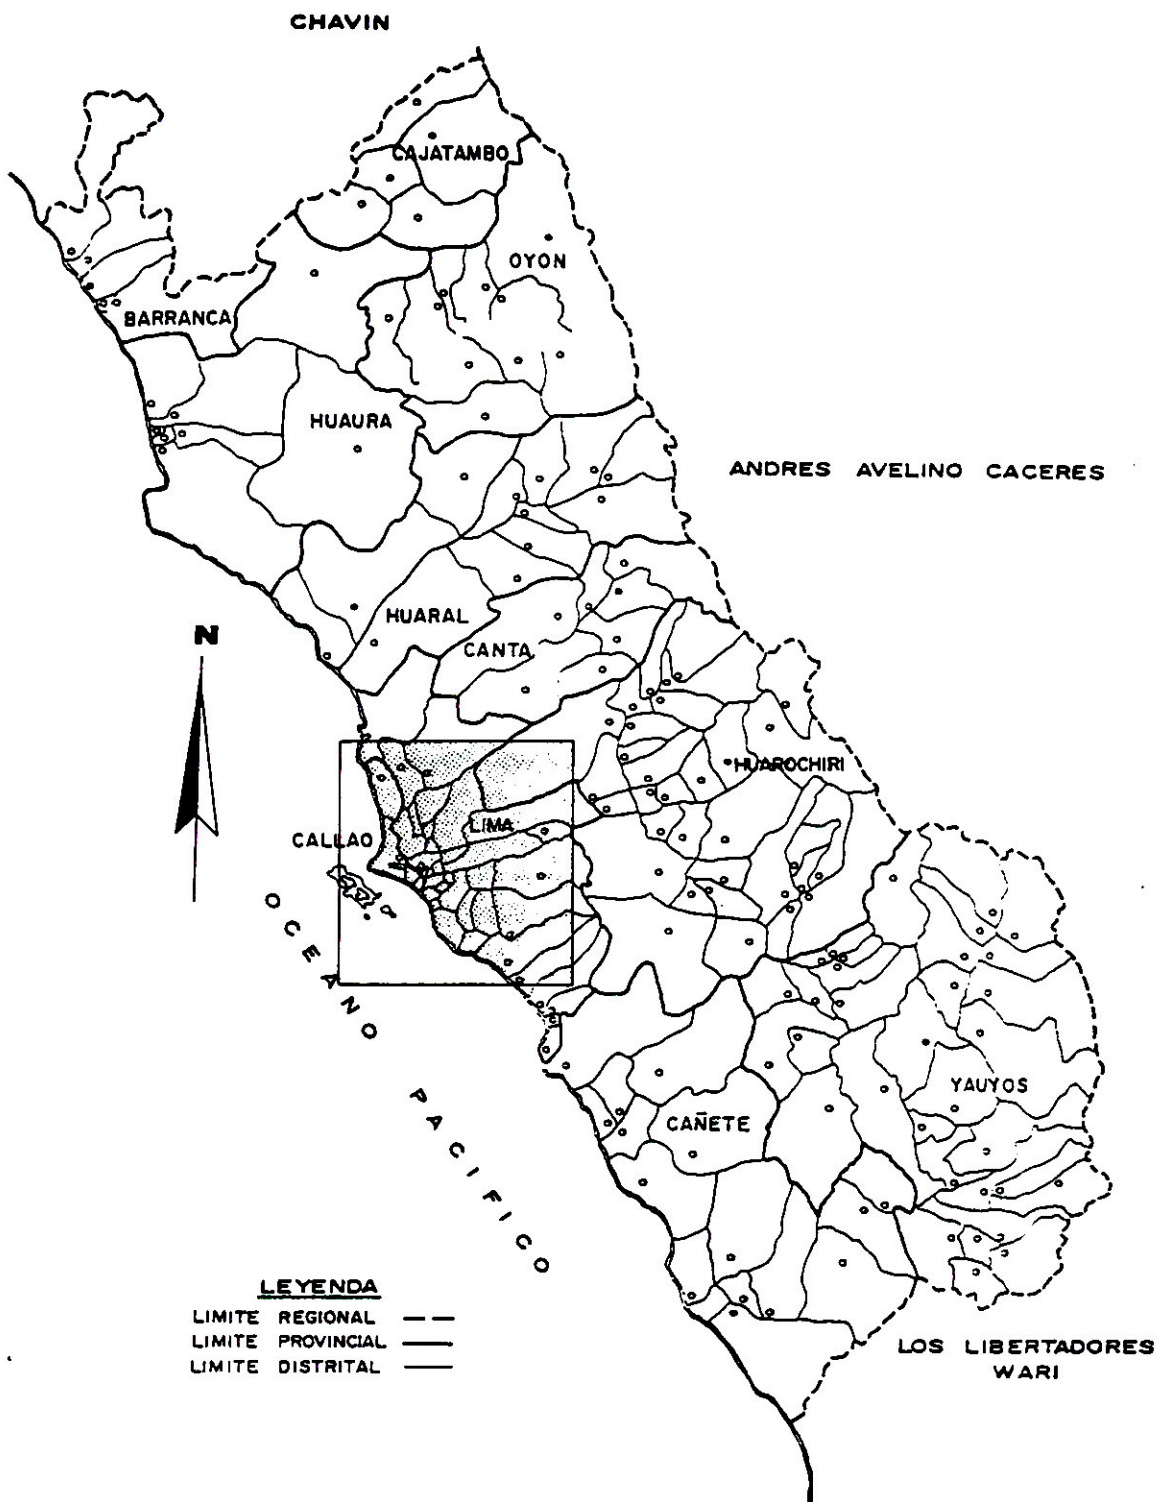 CHAVIN
CAJATAMBO
OYON
BARRANCA
HUAURA
ANDRES AVELINO CACERES
HUARAL
N
CANTA
HUAROCHIRI
LIMA
CALLAO
OCEANO PACIFICO
YAUYOS
CAÑETE
LEYENDA
LIMITE REGIONAL
LIMITE PROVINCIAL
LIMITE DISTRITAL
LOS LIBERTADORES
WARI